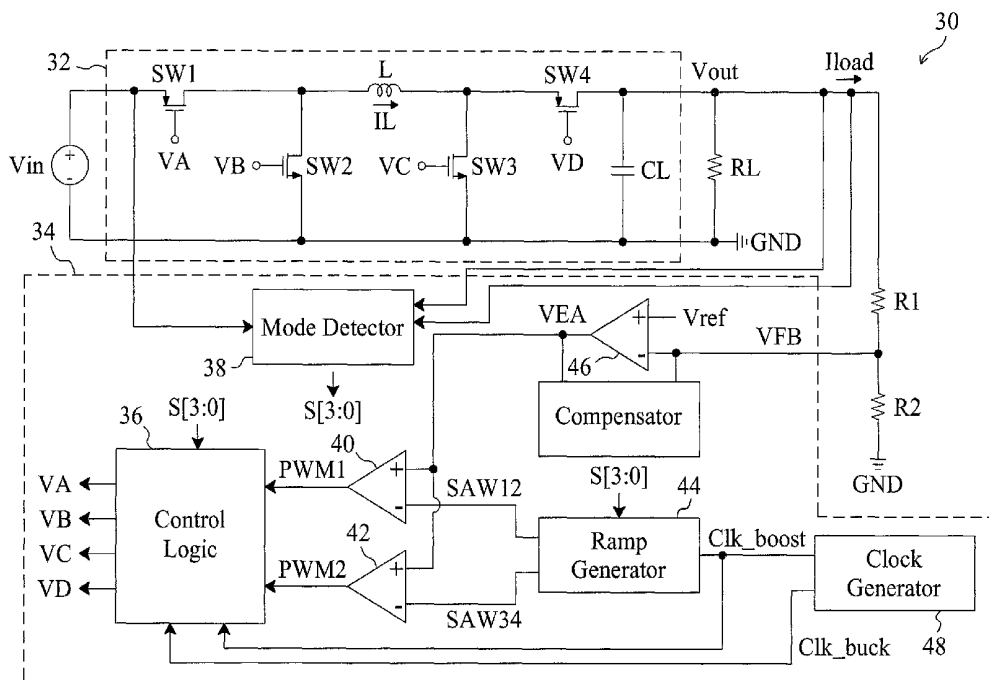 30
32
SW1
L
SW4
Vout
Iload
IL
VA
VB
SW2
VC
SW3
VD
CL
RL
Vin
+
-
34
GND
R1
Mode Detector
38
VEA
+
-
Vref
46
VFB
S[3:0]
Compensator
R2
36
S[3:0]
40
PWM1
+
-
SAW12
S[3:0]
44
GND
VA
VB
VC
VD
Control
Logic
42
PWM2
+
-
SAW34
Ramp
Generator
Clk_boost
Clock
Generator
Clk_buck
48